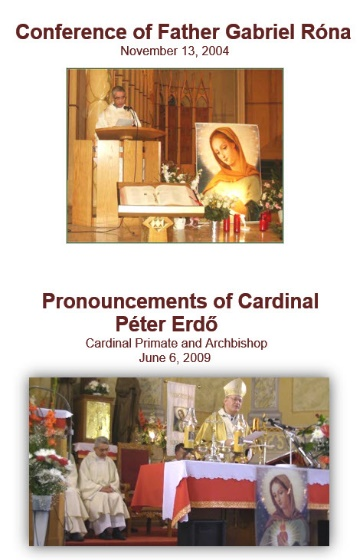 Conference of Father Gabriel Róna
November 13, 2004
Pronouncements of Cardinal
Péter Erdő
Cardinal Primate and Archbishop
June 6, 2009